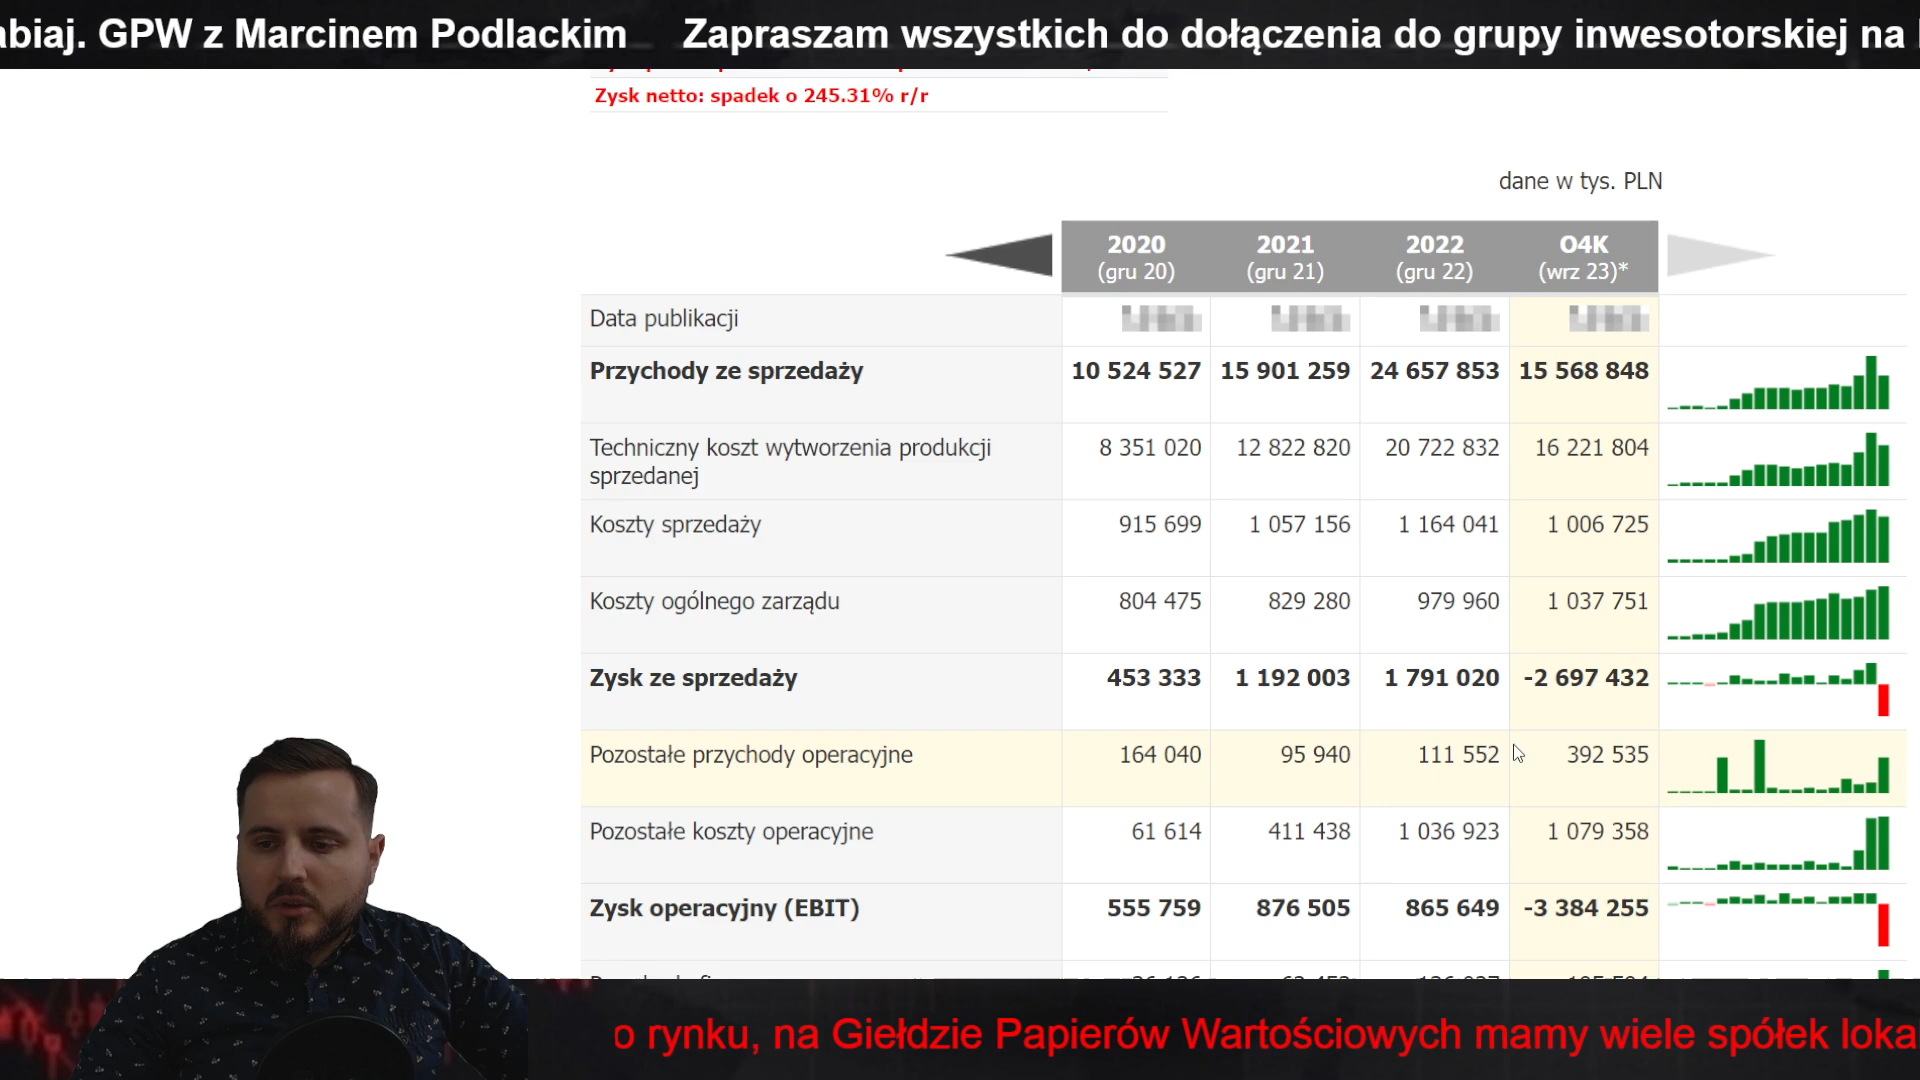 abiaj. GPW z Marcinem Podlackim Zapraszam wszystkich do dołączenia do grupy inwesotorskiej na
Zysk netto: spadek o 245.31% r/r
dane w tys. PLN
2020 2021 2022 O4K
(gru 20) (gru 21) (gru 22) (wrz 23)*
Data publikacji
Przychody ze sprzedaży 10 524 527 15 901 259 24 657 853 15 568 848
Techniczny koszt wytworzenia produkcji 8 351 020 12 822 820 20 722 832 16 221 804
sprzedanej
Koszty sprzedaży 915 699 1 057 156 1 164 041 1 006 725
Koszty ogólnego zarządu 804 475 829 280 979 960 1 037 751
Zysk ze sprzedaży 453 333 1 192 003 1 791 020 -2 697 432
Pozostałe przychody operacyjne 164 040 95 940 111 552 392 535
Pozostałe koszty operacyjne 61 614 411 438 1 036 923 1 079 358
Zysk operacyjny (EBIT) 555 759 876 505 865 649 -3 384 255
o rynku, na Giełdzie Papierów Wartościowych mamy wiele spółek loka